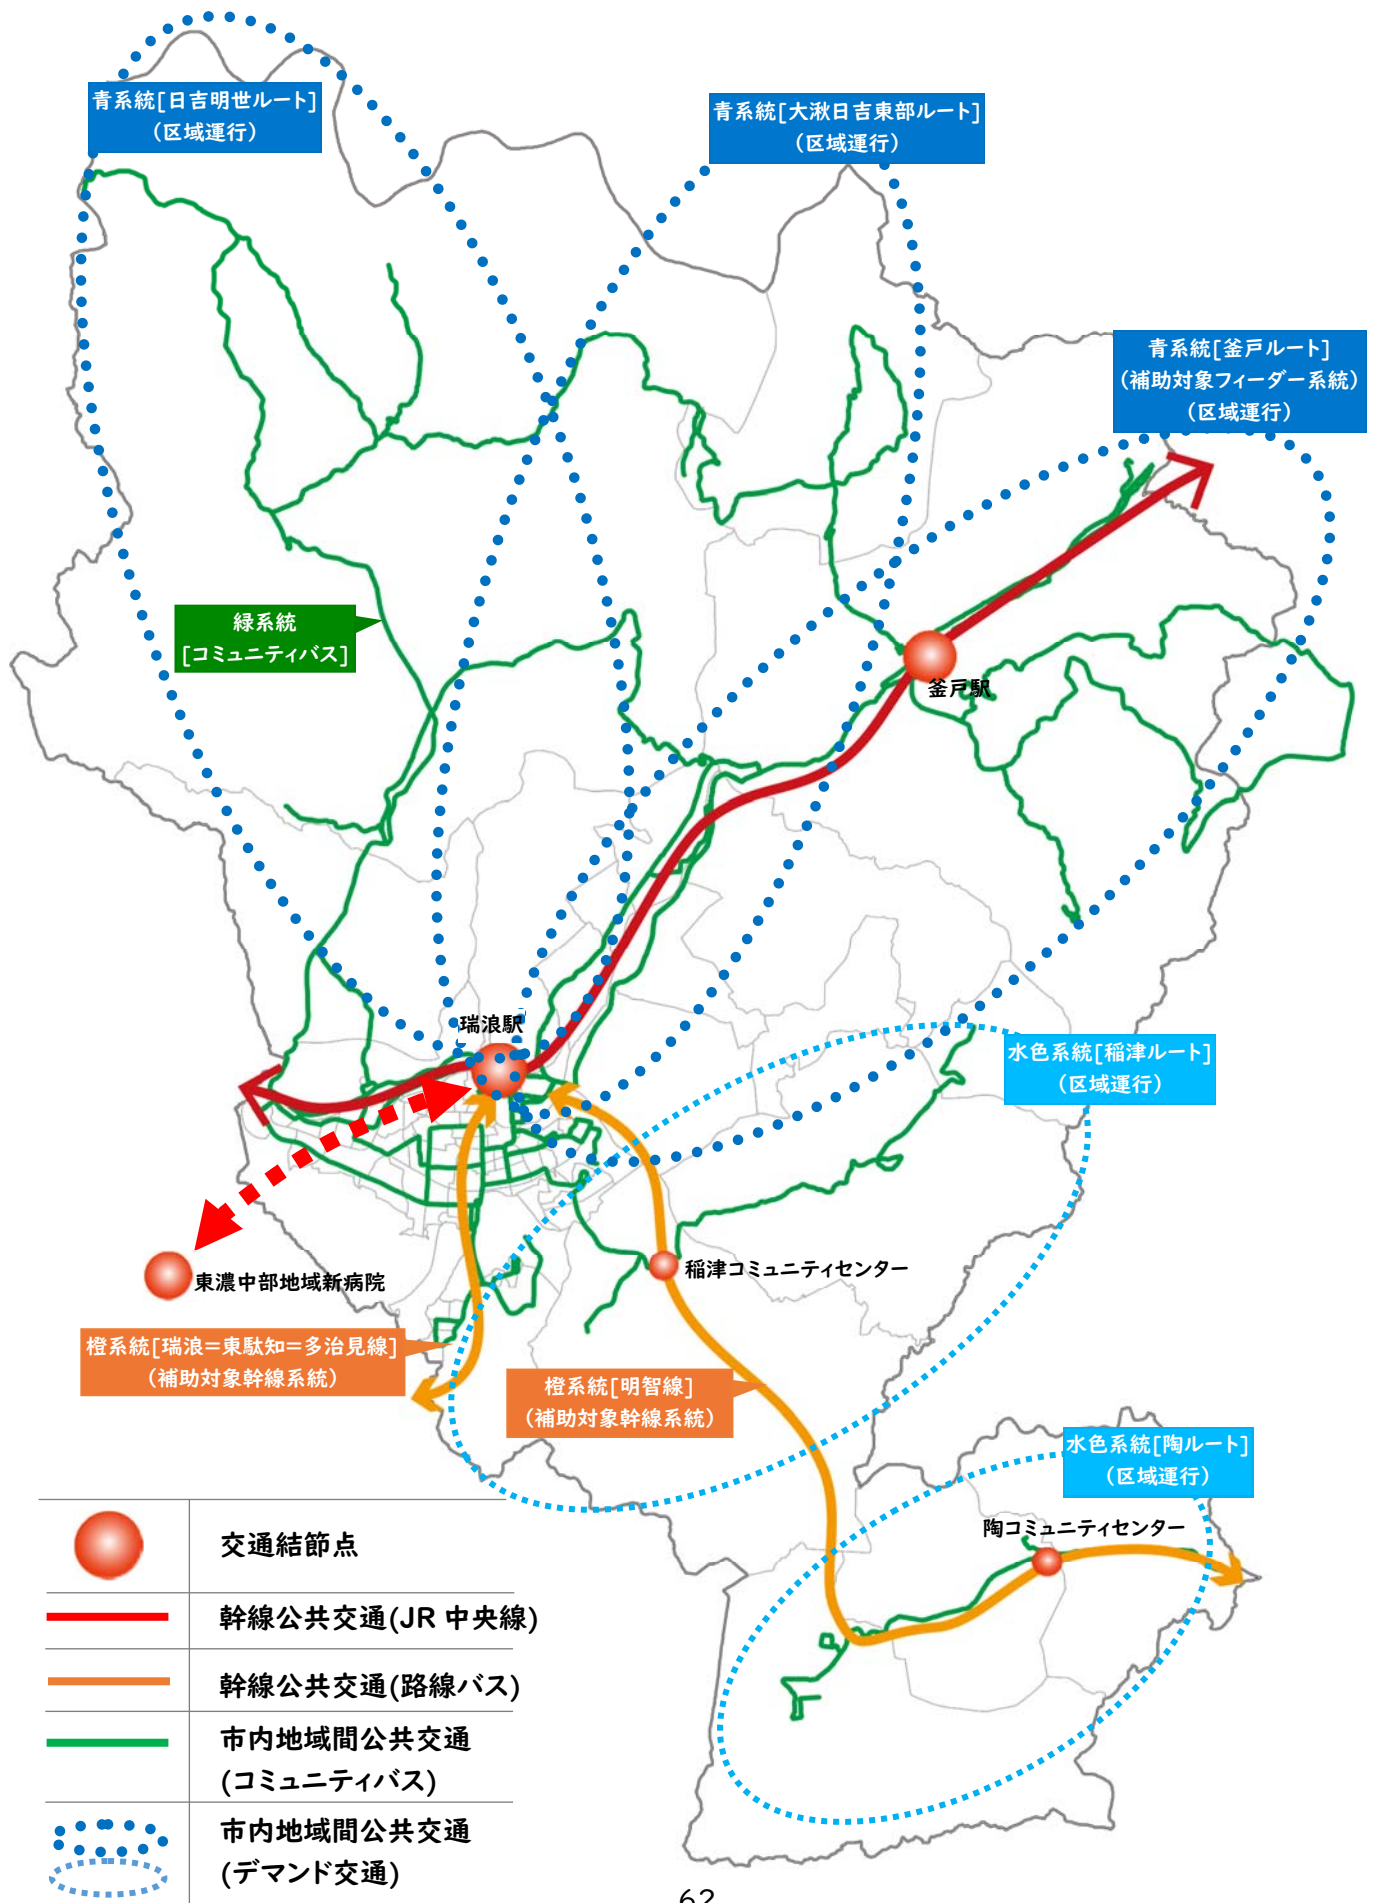 青系統[日吉明世ルート]
(区域運行)
青系統[大湫日吉東部ルート]
(区域運行)
青系統[釜戸ルート]
(補助対象フィーダー系統)
(区域運行)
緑系統
[コミュニティバス]
釜戸駅
瑞浪駅
水色系統[稲津ルート]
(区域運行)
稲津コミュニティセンター
東濃中部地域新病院
橙系統[瑞浪=東駄知=多治見線]
(補助対象幹線系統)
橙系統[明智線]
(補助対象幹線系統)
水色系統[陶ルート]
(区域運行)
陶コミュニティセンター
交通結節点
幹線公共交通(JR 中央線)
幹線公共交通(路線バス)
市内地域間公共交通
(コミュニティバス)
市内地域間公共交通
(デマンド交通)
62